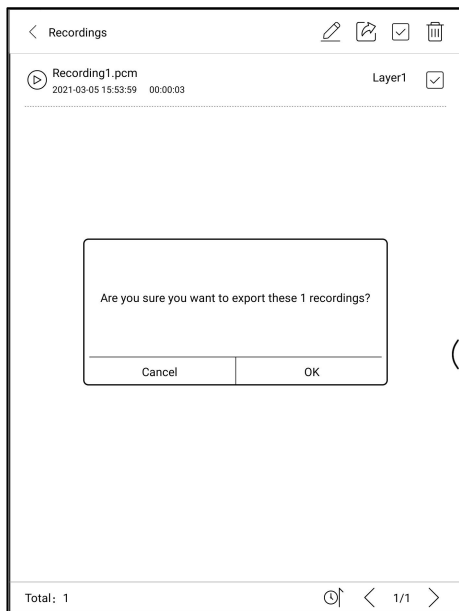 Recordings
Recording1.pcm
Layer1
2021-03-05 15:53:59 00:00:03
Are you sure you want to export these 1 recordings?
Cancel OK
Total: 1 1/1